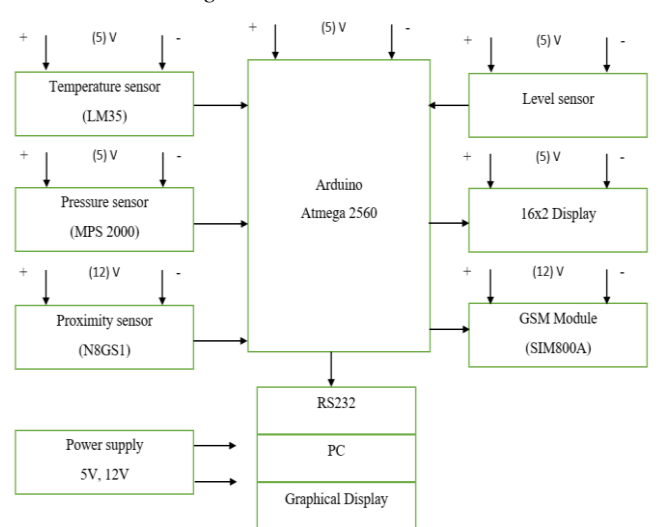 + (5) V -
Temperature sensor
(LM35)
+ (5) V -
Pressure sensor
(MPS 2000)
+ (12) V -
Proximity sensor
(N8GS1)
Power supply
5V, 12V
+ (5) V -
Arduino
Atmega 2560
RS232
PC
Graphical Display
+ (5) V -
Level sensor
+ (5) V -
16x2 Display
+ (12) V -
GSM Module
(SIM800A)